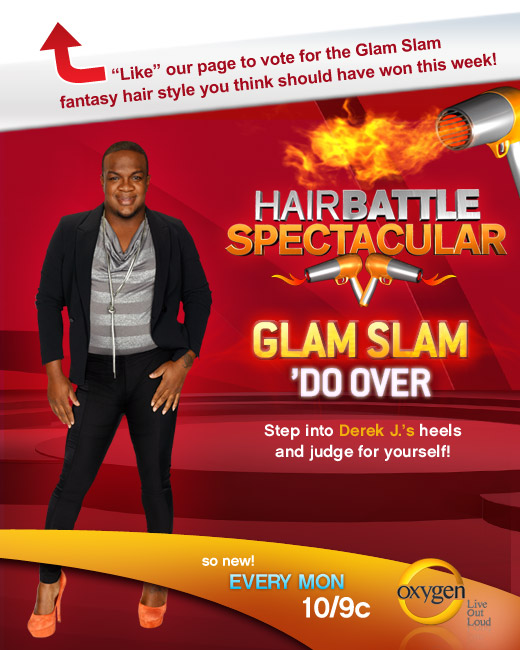 “Like” our page to vote for the Glam Slam
fantasy hair style you think should have won this week!
HAIRBATTLE
SPECTACULAR
GLAM SLAM
’DO OVER
Step into Derek J.’s heels
and judge for yourself!
so new!
EVERY MON
10/9c
oxygen
Live
Out
Loud